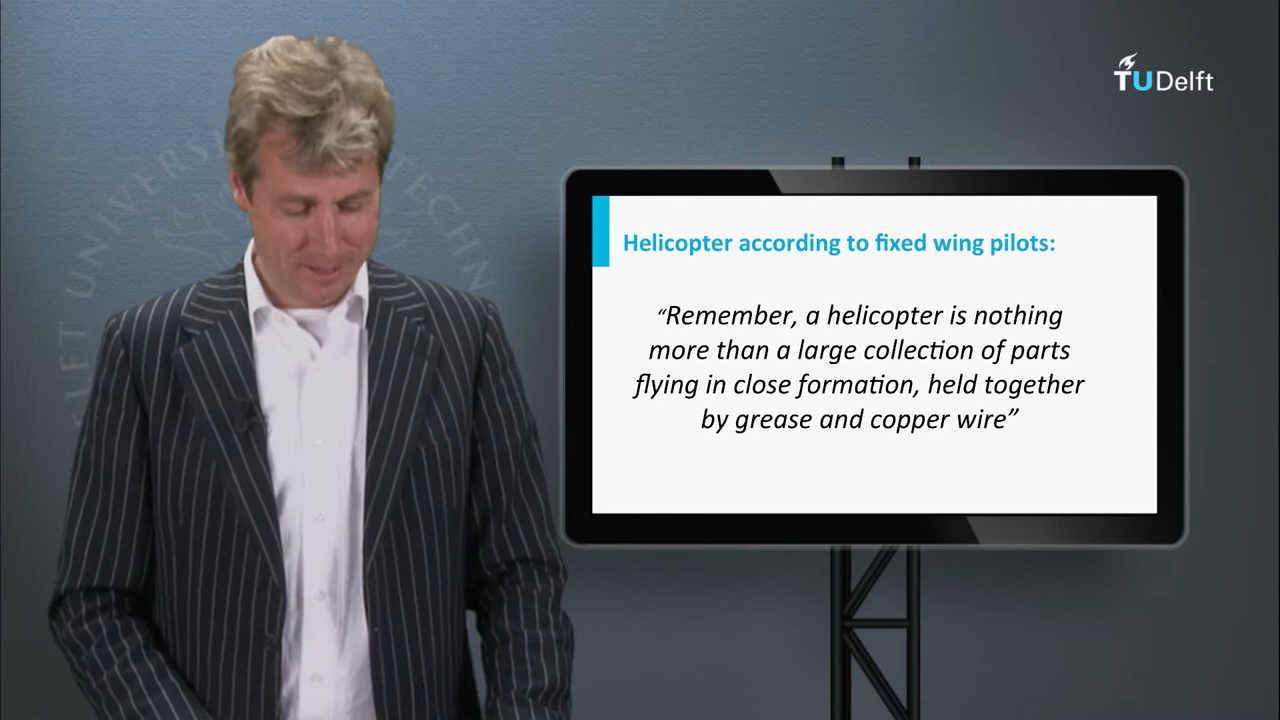 TUDelft
Helicopter according to fixed wing pilots:
“Remember, a helicopter is nothing
more than a large collection of parts
flying in close formation, held together
by grease and copper wire”